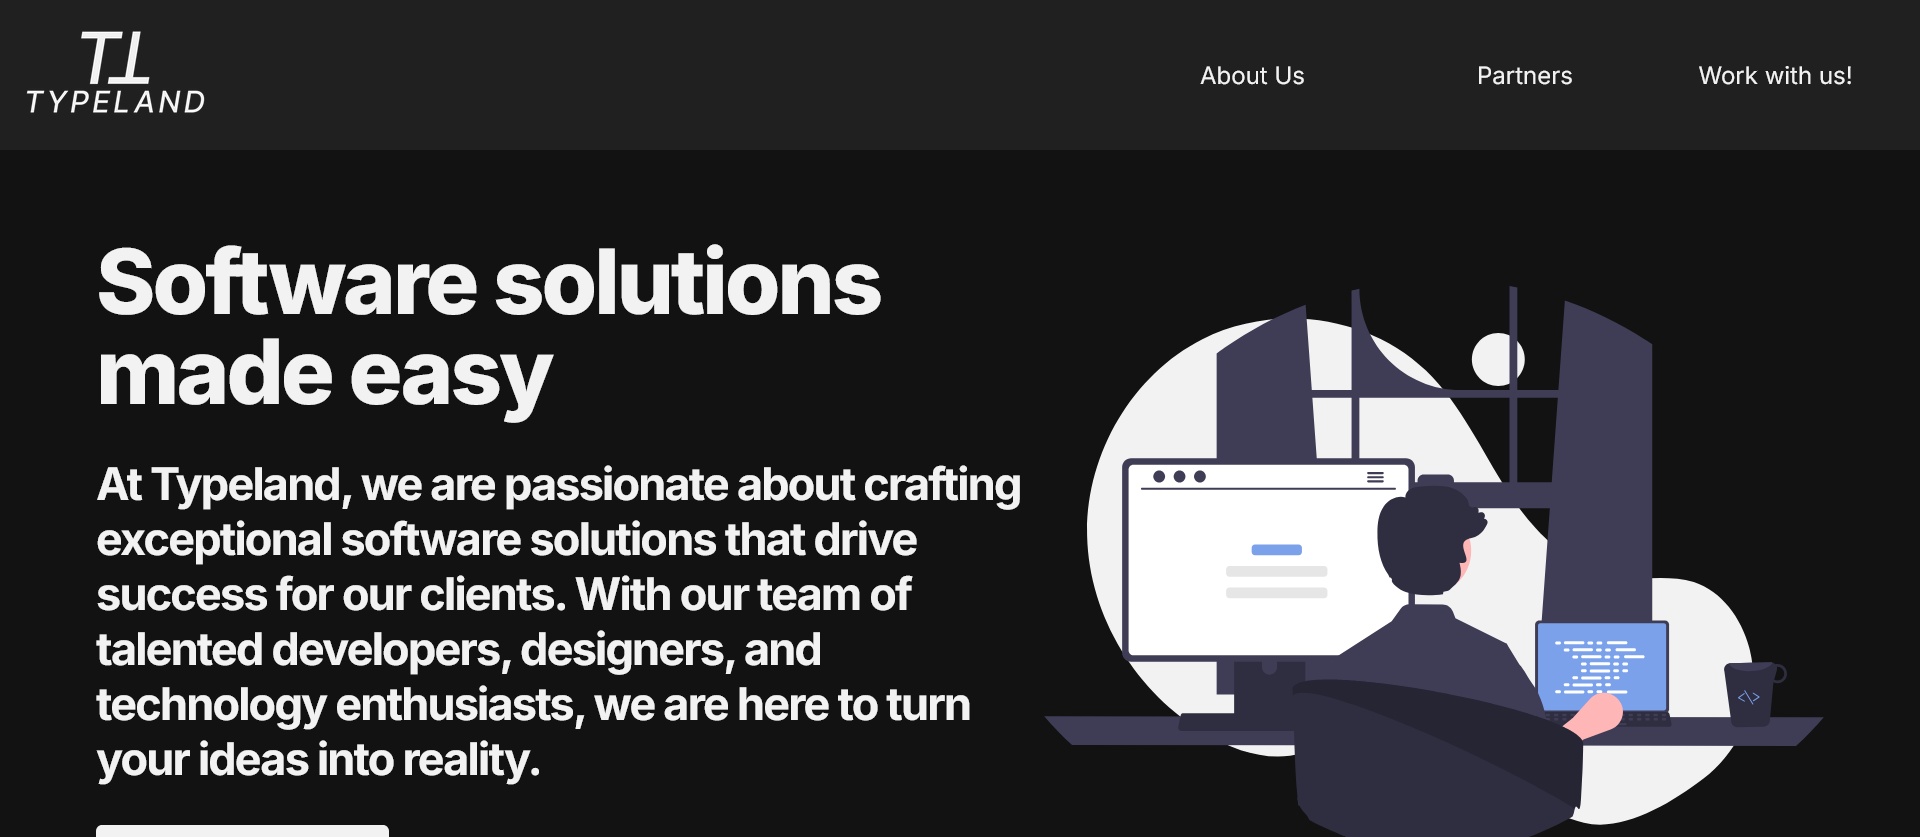 TYPELAND
About Us
Partners
Work with us!
Software solutions
made easy
At Typeland, we are passionate about crafting
exceptional software solutions that drive
success for our clients. With our team of
talented developers, designers, and
technology enthusiasts, we are here to turn
your ideas into reality.
<\>